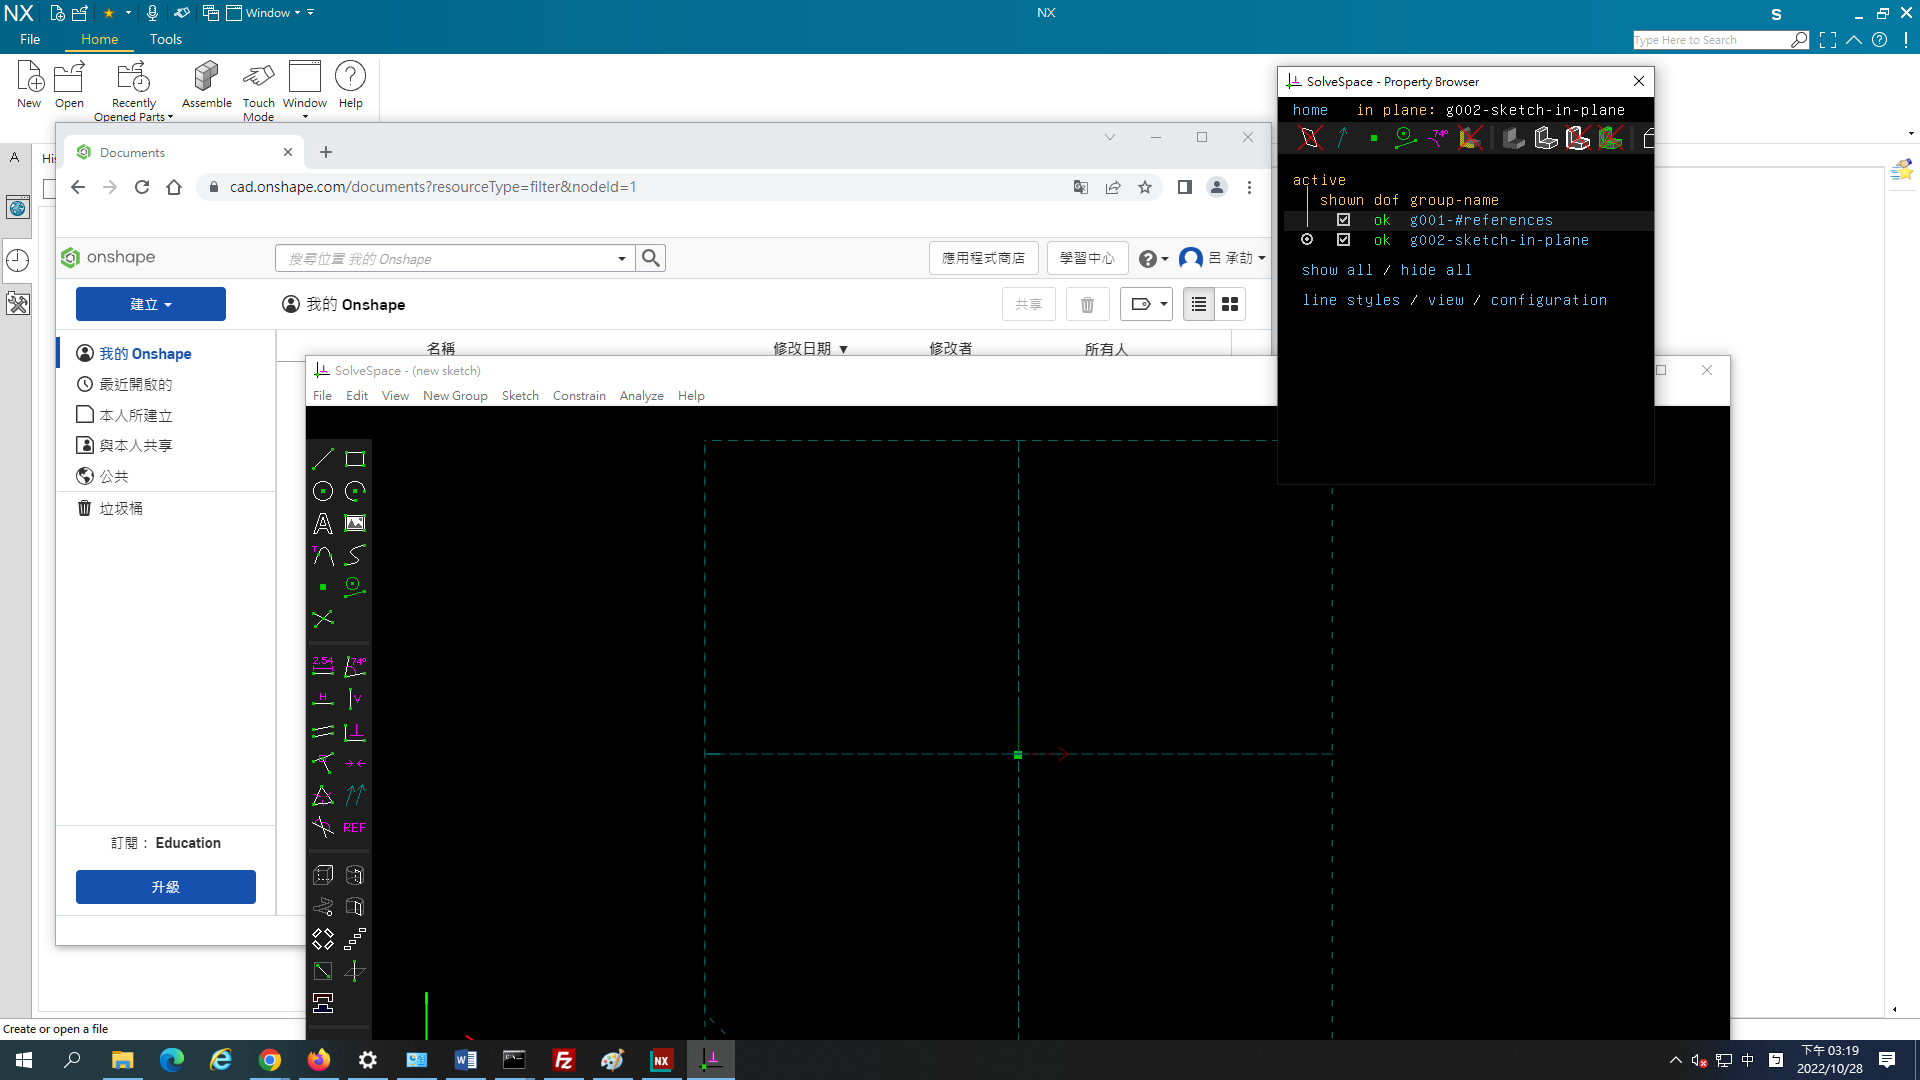 NX
Window
NX
S
File
Home
Tools
Type Here to Search
New
Open
Recently
Opened Parts
Assemble
Touch
Mode
Window
Help
A
His
Documents
cad.onshape.com/documents?resourceType=filter&nodeId=1
onshape
搜尋位置 我的 Onshape
應用程式商店
學習中心
呂 承劼
建立
我的 Onshape
共享
我的 Onshape
最近開啟的
本人所建立
與本人共享
公共
垃圾桶
名稱
修改日期
修改者
所有人
訂閱： Education
升級
SolveSpace - (new sketch)
File
Edit
View
New Group
Sketch
Constrain
Analyze
Help
A
T
2.54
74°
H
V
REF
SolveSpace - Property Browser
home
in plane: g002-sketch-in-plane
74°
active
shown dof group-name
ok g001-#references
ok g002-sketch-in-plane
show all / hide all
line styles / view / configuration
Create or open a file
中
下午 03:19
2022/10/28